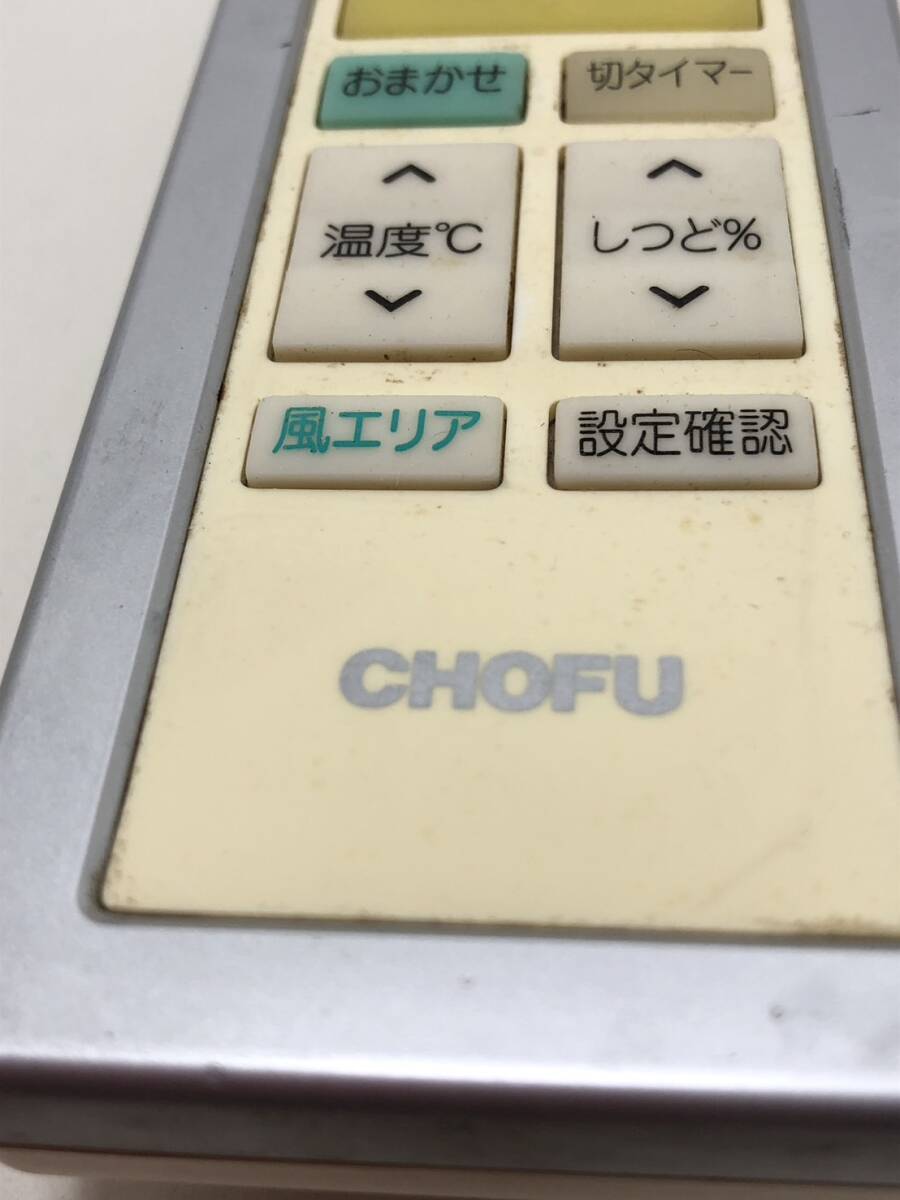 おまかせ
切タイマー
温度℃
しつど%
風エリア
設定確認
CHOFU